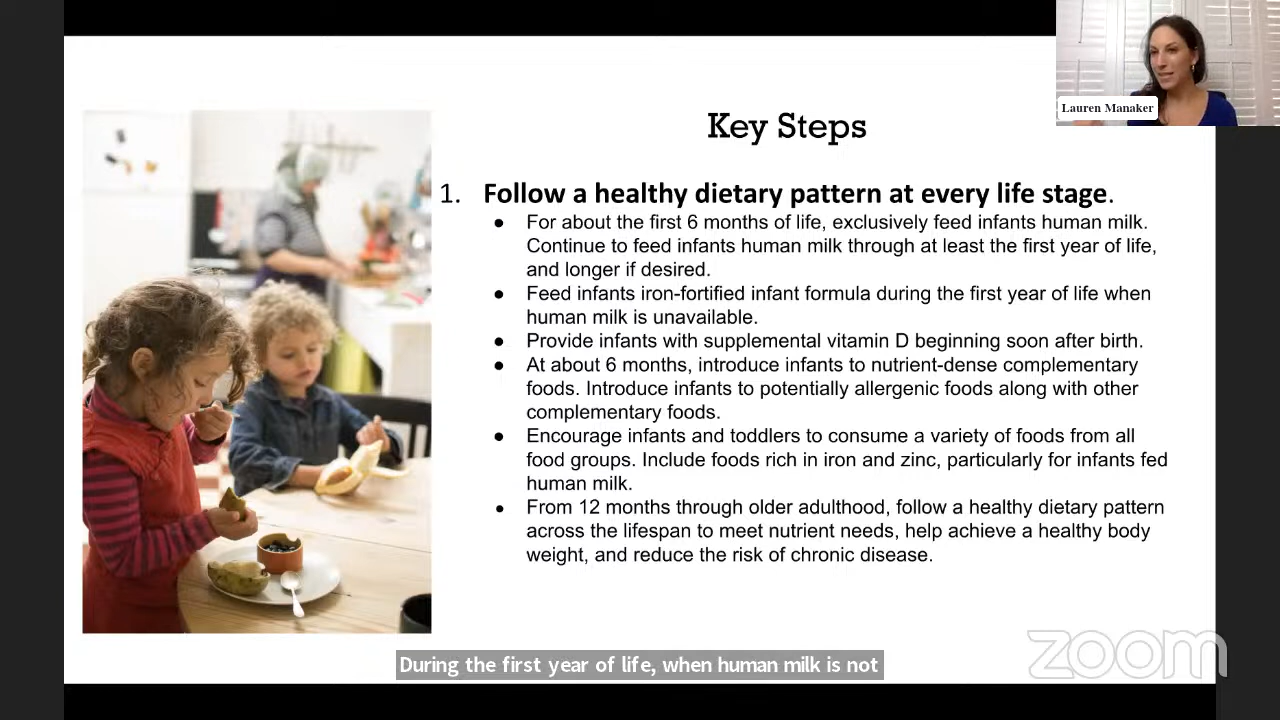 Lauren Manaker
Key Steps
1. Follow a healthy dietary pattern at every life stage.
● For about the first 6 months of life, exclusively feed infants human milk.
Continue to feed infants human milk through at least the first year of life,
and longer if desired.
● Feed infants iron-fortified infant formula during the first year of life when
human milk is unavailable.
● Provide infants with supplemental vitamin D beginning soon after birth.
● At about 6 months, introduce infants to nutrient-dense complementary
foods. Introduce infants to potentially allergenic foods along with other
complementary foods.
● Encourage infants and toddlers to consume a variety of foods from all
food groups. Include foods rich in iron and zinc, particularly for infants fed
human milk.
● From 12 months through older adulthood, follow a healthy dietary pattern
across the lifespan to meet nutrient needs, help achieve a healthy body
weight, and reduce the risk of chronic disease.
zoom
During the first year of life, when human milk is not